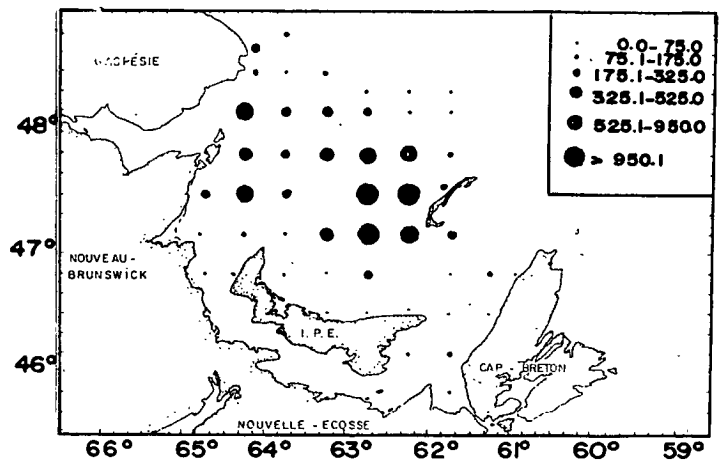 GASPÉSIE
0.0-75.0
75.1-175.0
175.1-325.0
325.1-525.0
525.1-950.0
> 950.1
48°
47°
46°
NOUVEAU-
BRUNSWICK
I.P.E.
CAP-BRETON
NOUVELLE-ECOSSE
66° 65° 64° 63° 62° 61° 60° 59°